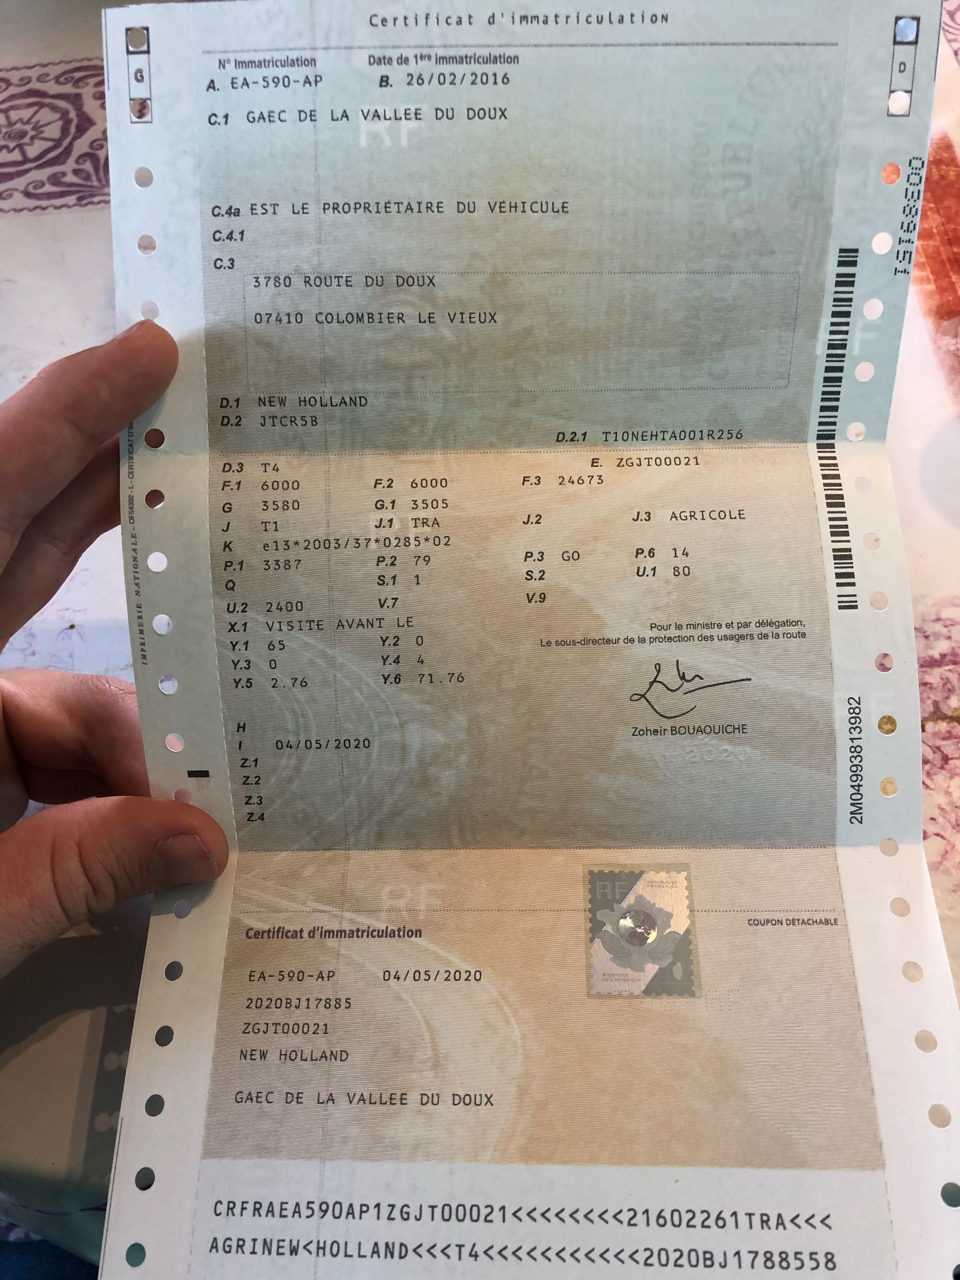 Certificat d'immatriculation
G
D
N° Immatriculation Date de 1ère immatriculation
A. EA-590-AP B. 26/02/2016
C.1 GAEC DE LA VALLEE DU DOUX
RF
C.4a EST LE PROPRIÉTAIRE DU VÉHICULE
C.4.1
C.3
3780 ROUTE DU DOUX
07410 COLOMBIER LE VIEUX
D.1 NEW HOLLAND
D.2 JTCR5B
D.2.1 T10NEHTA001R256
D.3 T4 E. ZGJT00021
F.1 6000 F.2 6000 F.3 24673
G 3580 G.1 3505
J T1 J.1 TRA J.2 J.3 AGRICOLE
K e13*2003/37*0285*02
P.1 3387 P.2 79 P.3 GO P.6 14
Q S.1 1 S.2 U.1 80
U.2 2400 V.7 V.9
X.1 VISITE AVANT LE
Y.1 65 Y.2 0
Y.3 0 Y.4 4
Y.5 2.76 Y.6 71.76
Pour le ministre et par délégation,
Le sous-directeur de la protection des usagers de la route
Zoheir BOUAOUICHE
H
I 04/05/2020
Z.1
Z.2
Z.3
Z.4
2M04993813982
COUPON DÉTACHABLE
RF
Certificat d'immatriculation
EA-590-AP 04/05/2020
2020BJ17885
ZGJT00021
NEW HOLLAND
GAEC DE LA VALLEE DU DOUX
CRFRAEA590AP1ZGJT00021<<<<<<<<21602261TRA<<<
AGRINEW<HOLLAND<<<T4<<<<<<<<<<<2020BJ1788558